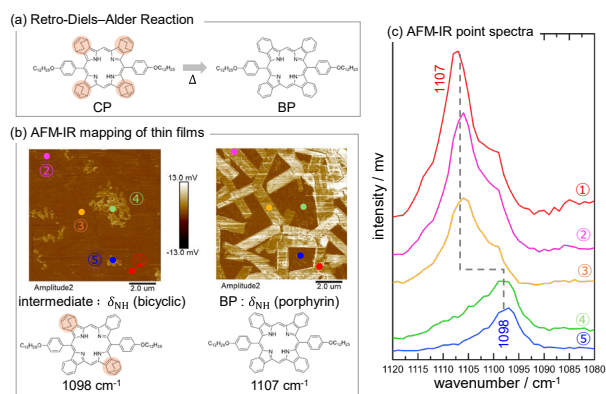 (a) Retro-Diels–Alder Reaction
C₁₂H₂₅O
NH
N
N
HN
OC₁₂H₂₅
Δ
C₁₂H₂₅O
NH
N
N
HN
OC₁₂H₂₅
CP
BP
(b) AFM-IR mapping of thin films
②
④
③
⑤
①
13.0 mV
-13.0 mV
Amplitude2
2.0 um
Amplitude2
2.0 um
intermediate : δNH (bicyclic)
BP : δNH (porphyrin)
C₁₂H₂₅O
NH
N
N
HN
OC₁₂H₂₅
C₁₂H₂₅O
NH
N
N
HN
OC₁₂H₂₅
1098 cm⁻¹
1107 cm⁻¹
(c) AFM-IR point spectra
1107
①
②
③
④
1098
⑤
intensity / mv
1120 1110 1100 1090 1080
wavenumber / cm⁻¹